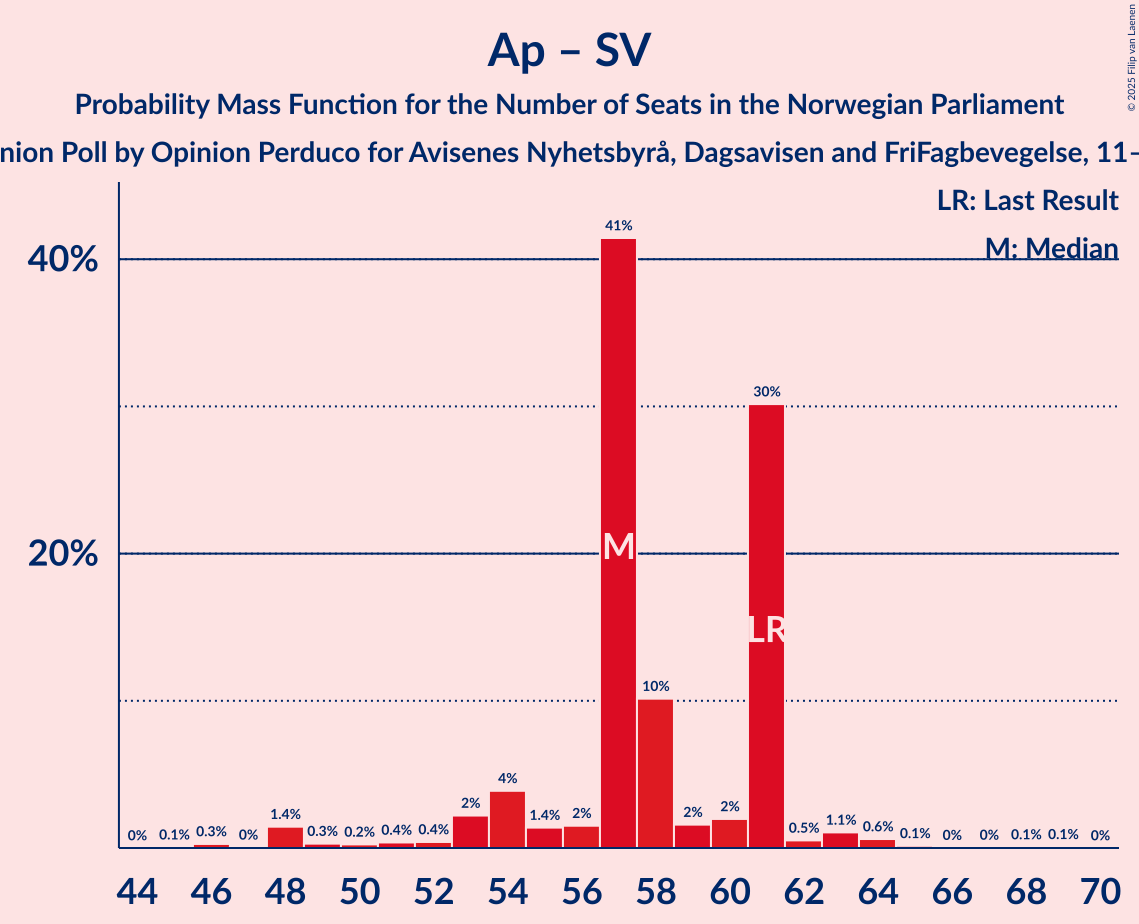 Ap – SV
Probability Mass Function for the Number of Seats in the Norwegian Parliament
nion Poll by Opinion Perduco for Avisenes Nyhetsbyrå, Dagsavisen and FriFagbevegelse, 11–
© 2025 Filip van Laenen
LR: Last Result
M: Median
40%
20%
0% 0.1% 0.3% 0% 1.4% 0.3% 0.2% 0.4% 0.4% 2% 4% 1.4% 2% 41% 10% 2% 2% 30% 0.5% 1.1% 0.6% 0.1% 0% 0% 0.1% 0.1% 0%
M
LR
44 46 48 50 52 54 56 58 60 62 64 66 68 70